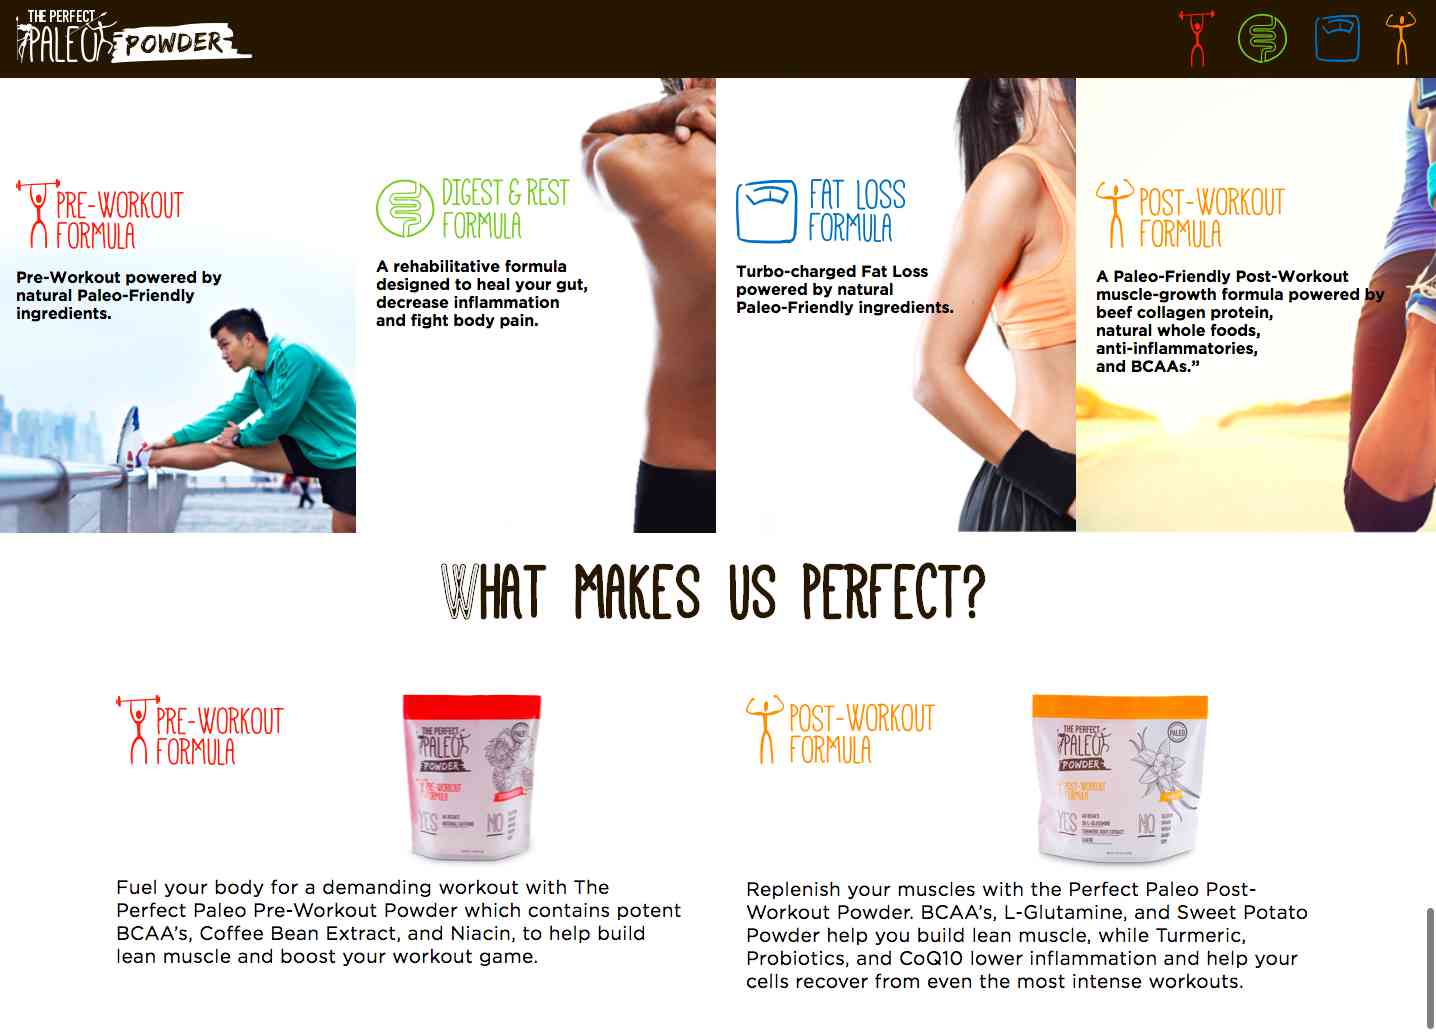 THE PERFECT
PALEO POWDER
PRE-WORKOUT
FORMULA
Pre-Workout powered by
natural Paleo-Friendly
ingredients.
DIGEST & REST
FORMULA
A rehabilitative formula
designed to heal your gut,
decrease inflammation
and fight body pain.
FAT LOSS
FORMULA
Turbo-charged Fat Loss
powered by natural
Paleo-Friendly ingredients.
POST-WORKOUT
FORMULA
A Paleo-Friendly Post-Workout
muscle-growth formula powered by
beef collagen protein,
natural whole foods,
anti-inflammatories,
and BCAAs.”
WHAT MAKES US PERFECT?
PRE-WORKOUT
FORMULA
THE PERFECT
PALEO
POWDER
PRE-WORKOUT
FORMULA
YES
NO
Fuel your body for a demanding workout with The
Perfect Paleo Pre-Workout Powder which contains potent
BCAA’s, Coffee Bean Extract, and Niacin, to help build
lean muscle and boost your workout game.
POST-WORKOUT
FORMULA
THE PERFECT
PALEO
POWDER
PALEO
POST-WORKOUT
FORMULA
YES
NO
Replenish your muscles with the Perfect Paleo Post-
Workout Powder. BCAA’s, L-Glutamine, and Sweet Potato
Powder help you build lean muscle, while Turmeric,
Probiotics, and CoQ10 lower inflammation and help your
cells recover from even the most intense workouts.